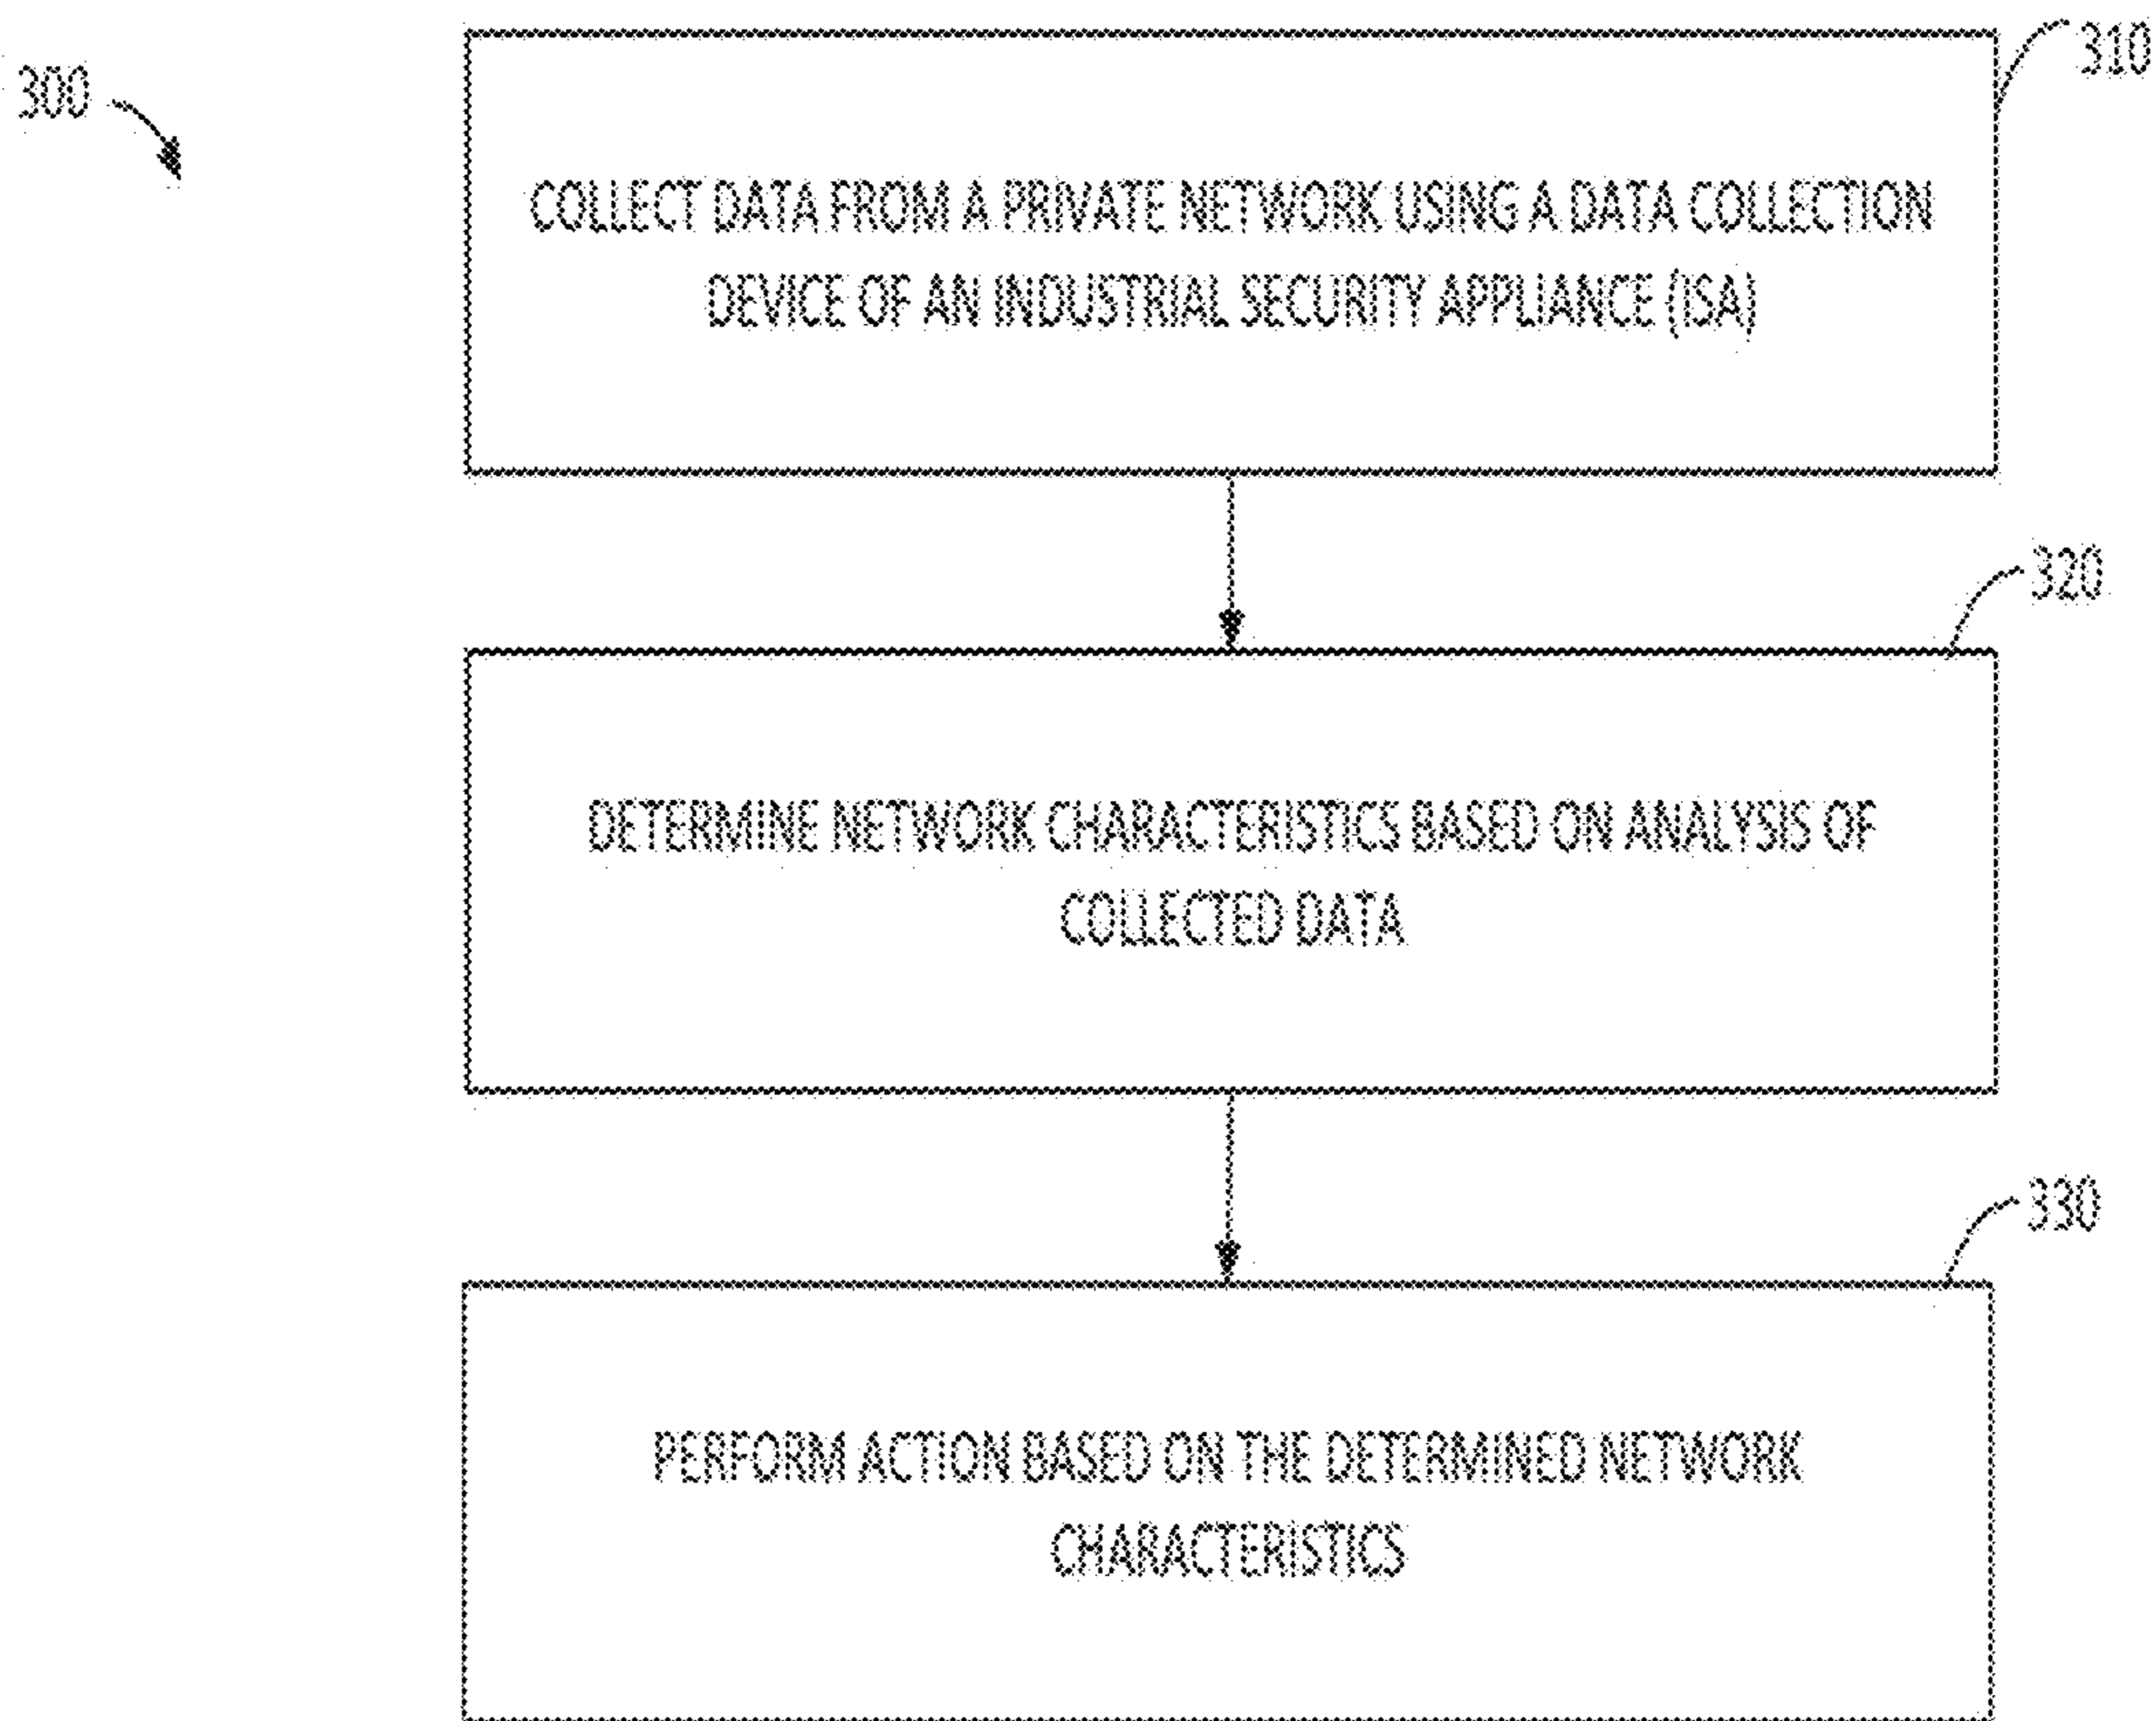 300
310
COLLECT DATA FROM A PRIVATE NETWORK USING A DATA COLLECTION
DEVICE OF AN INDUSTRIAL SECURITY APPLIANCE (ISA)
320
DETERMINE NETWORK CHARACTERISTICS BASED ON ANALYSIS OF
COLLECTED DATA
330
PERFORM ACTION BASED ON THE DETERMINED NETWORK
CHARACTERISTICS